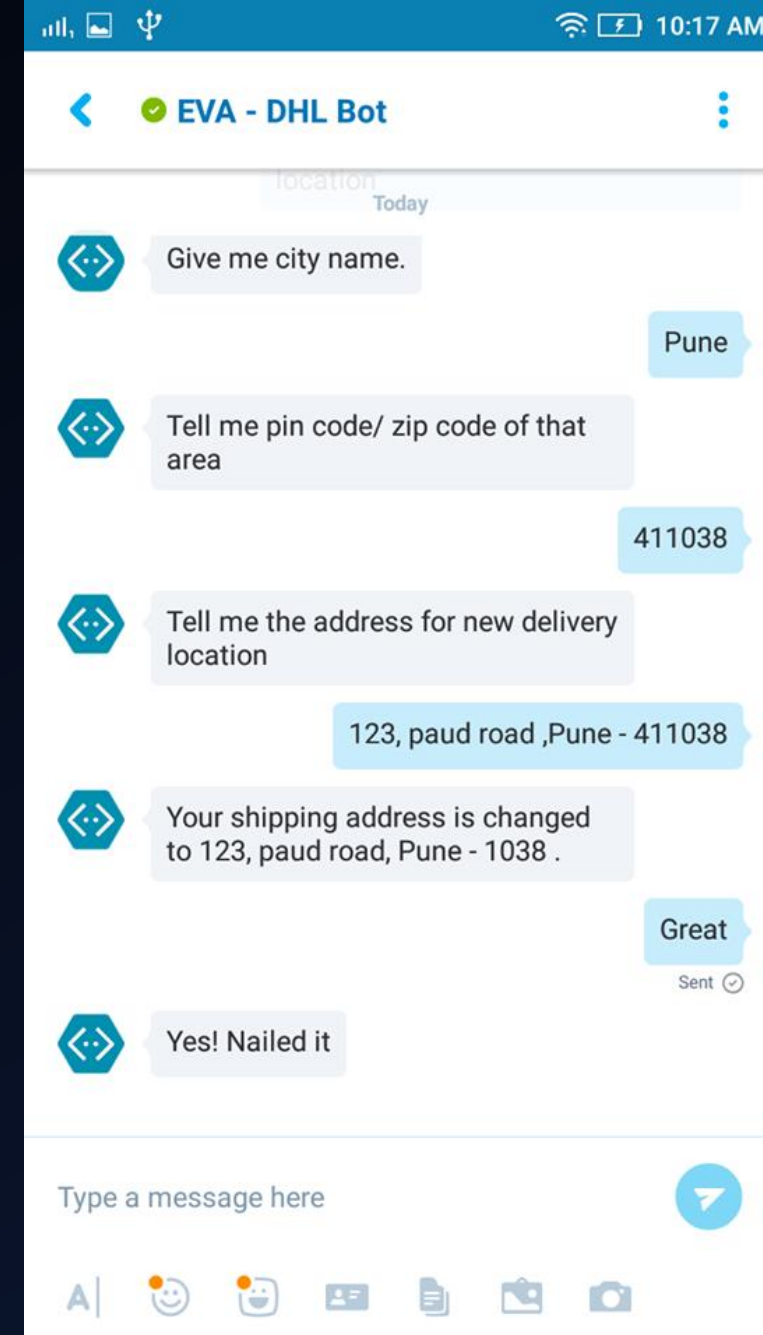 10:17 AM
EVA - DHL Bot
location
Today
Give me city name.
Pune
Tell me pin code/ zip code of that
area
411038
Tell me the address for new delivery
location
123, paud road ,Pune - 411038
Your shipping address is changed
to 123, paud road, Pune - 1038 .
Great
Sent
Yes! Nailed it
Type a message here
A